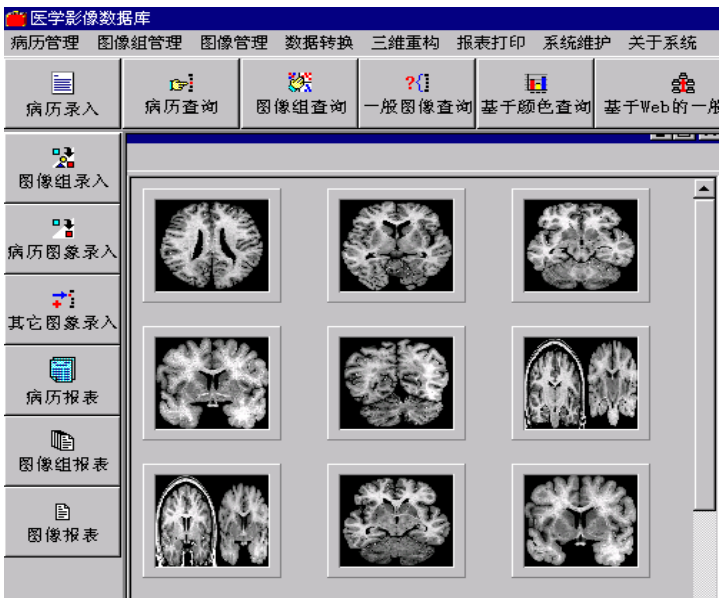 医学影像数据库
病历管理 图像组管理 图像管理 数据转换 三维重构 报表打印 系统维护 关于系统
病历录入 病历查询 图像组查询 一般图像查询 基于颜色查询 基于Web的一般
图像组录入
病历图象录入
其它图象录入
病历报表
图像组报表
图像报表